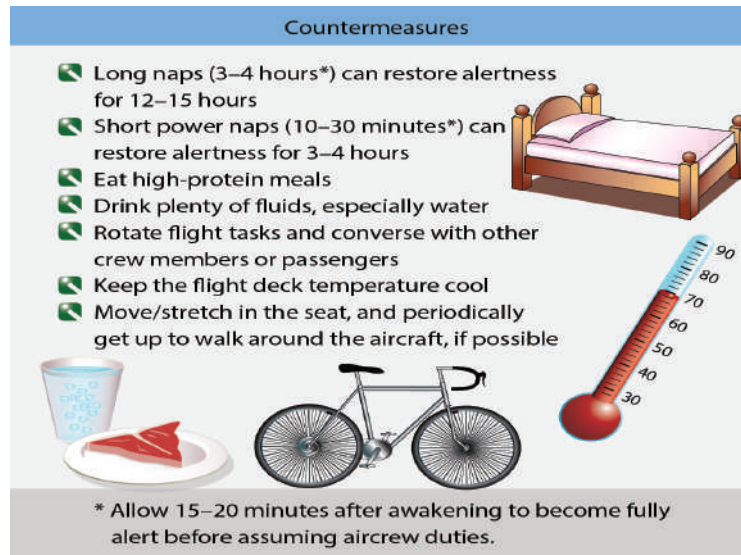 Countermeasures
Long naps (3–4 hours*) can restore alertness
for 12–15 hours
Short power naps (10–30 minutes*) can
restore alertness for 3–4 hours
Eat high-protein meals
Drink plenty of fluids, especially water
Rotate flight tasks and converse with other
crew members or passengers
Keep the flight deck temperature cool
Move/stretch in the seat, and periodically
get up to walk around the aircraft, if possible
90
80
70
60
50
40
30
* Allow 15–20 minutes after awakening to become fully
alert before assuming aircrew duties.